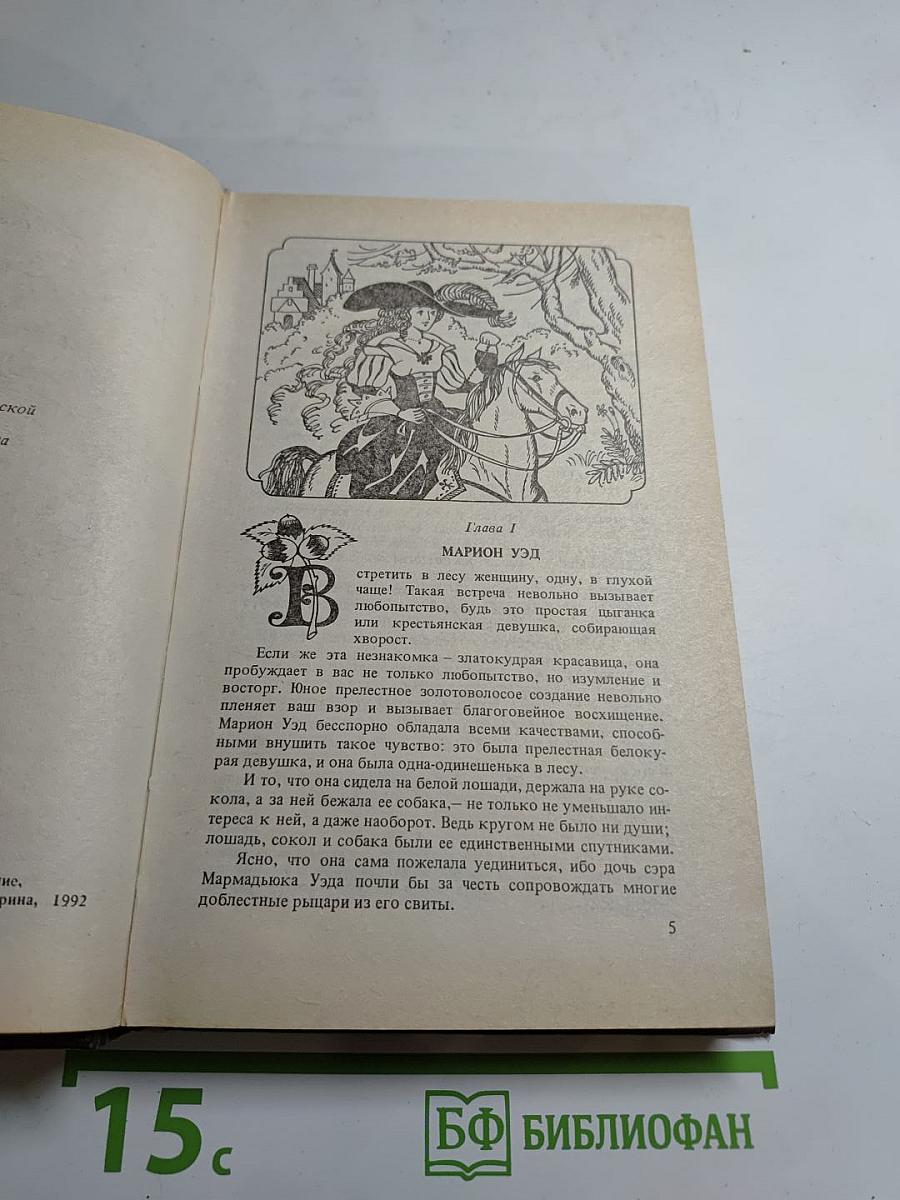 ской
ие,
рина, 1992
Глава I
МАРИОН УЭД
Встретить в лесу женщину, одну, в глухой
чаще! Такая встреча невольно вызывает
любопытство, будь это простая цыганка
или крестьянская девушка, собирающая
хворост.
Если же эта незнакомка – златокудрая красавица, она
пробуждает в вас не только любопытство, но изумление и
восторг. Юное прелестное золотоволосое создание невольно
пленяет ваш взор и вызывает благоговейное восхищение.
Марион Уэд бесспорно обладала всеми качествами, способ-
ными внушить такое чувство: это была прелестная белоку-
рая девушка, и она была одна-одинешенька в лесу.
И то, что она сидела на белой лошади, держала на руке со-
кола, а за ней бежала ее собака,– не только не уменьшало ин-
тереса к ней, а даже наоборот. Ведь кругом не было ни души;
лошадь, сокол и собака были ее единственными спутниками.
Ясно, что она сама пожелала уединиться, ибо дочь сэра
Мармадьюка Уэда почли бы за честь сопровождать многие
доблестные рыцари из его свиты.
5
15 с
БФ БИБЛИОФАН